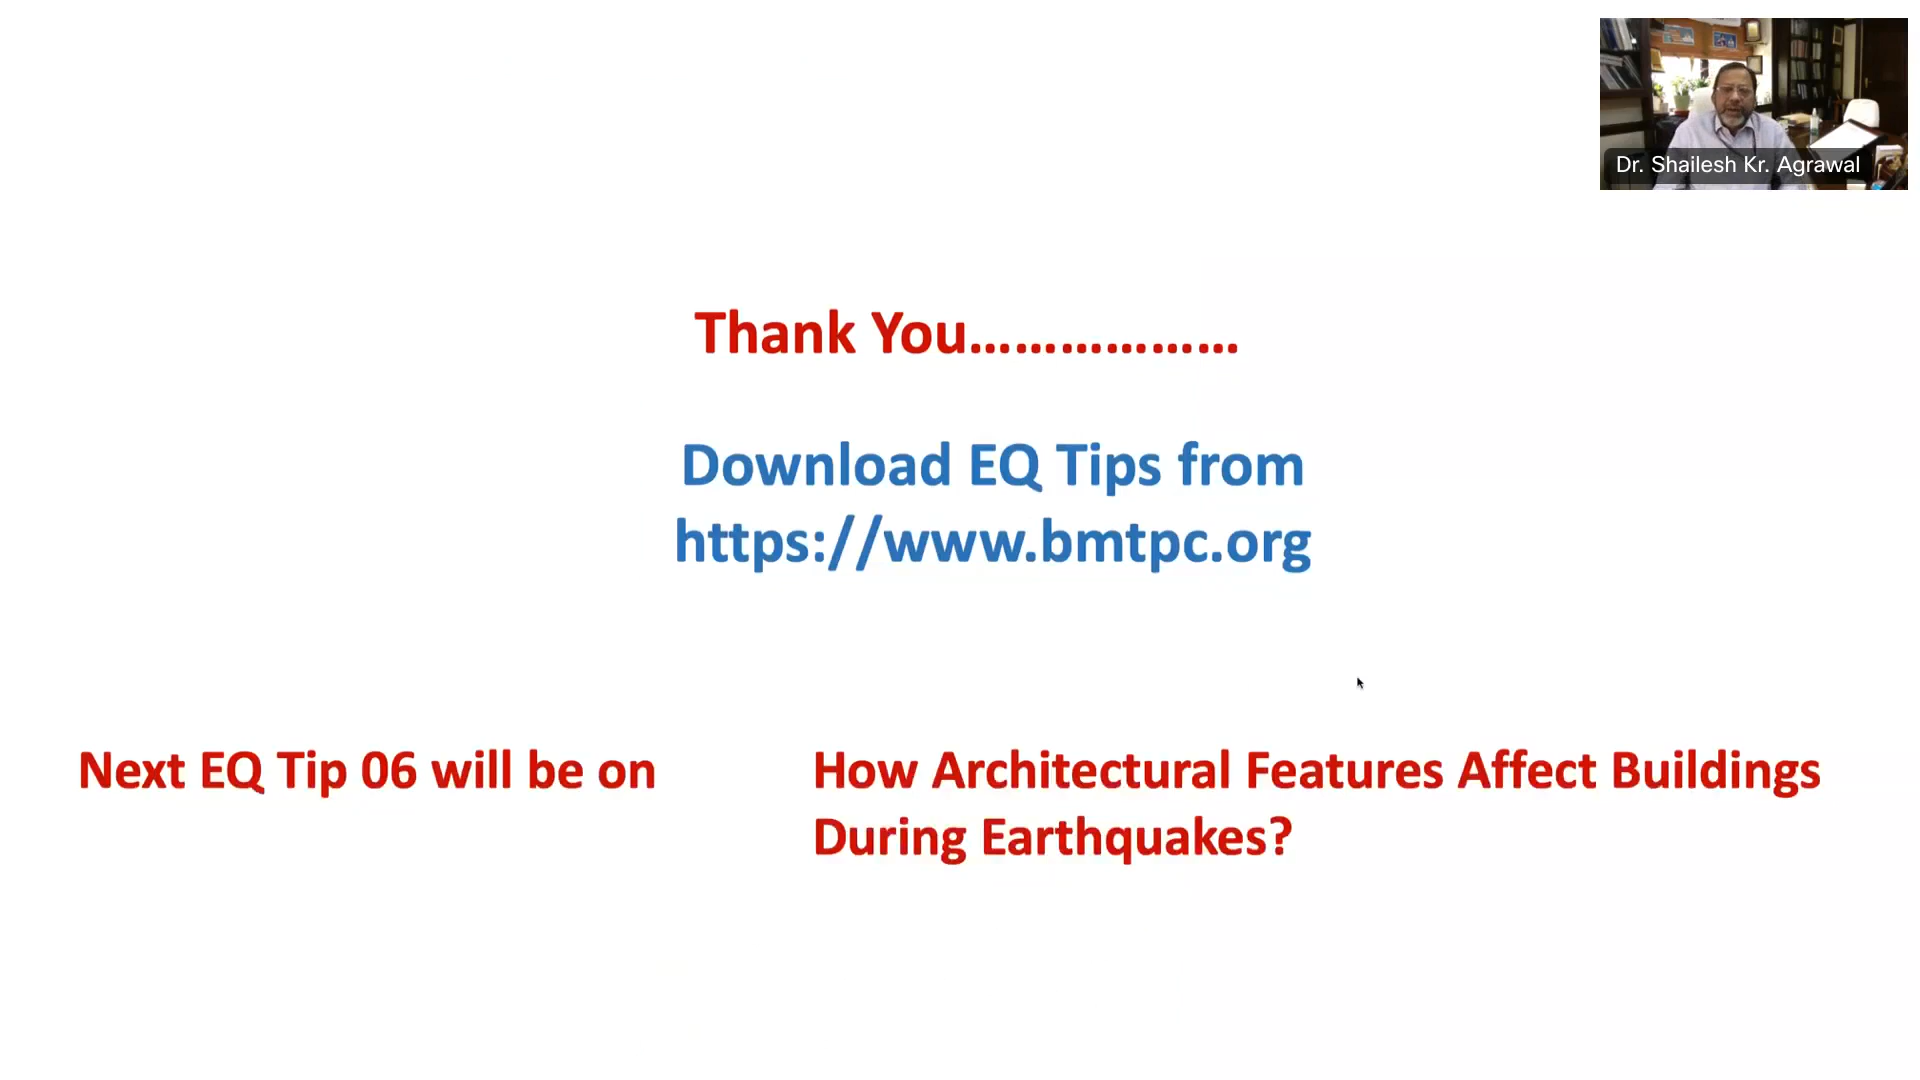 Dr. Shailesh Kr. Agrawal
Thank You………………
Download EQ Tips from
https://www.bmtpc.org
Next EQ Tip 06 will be on
How Architectural Features Affect Buildings
During Earthquakes?